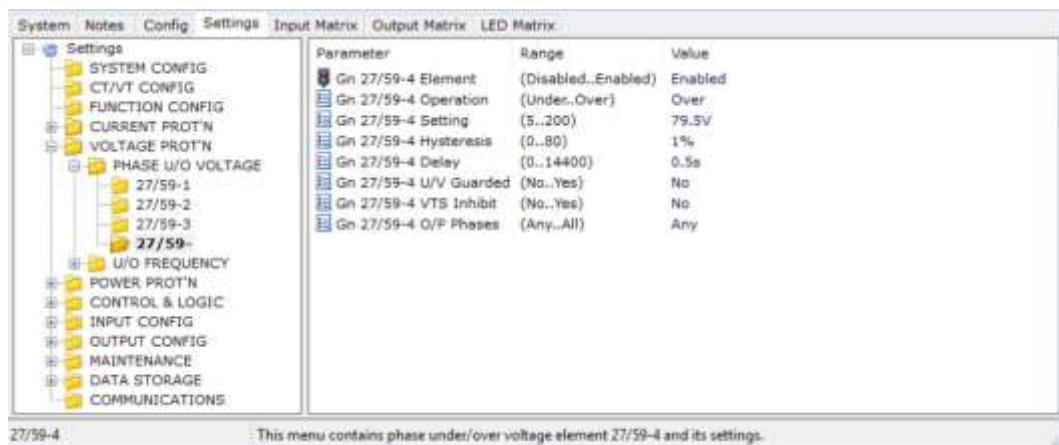 System Notes Config Settings Input Matrix Output Matrix LED Matrix
Settings
SYSTEM CONFIG
CT/VT CONFIG
FUNCTION CONFIG
CURRENT PROT'N
VOLTAGE PROT'N
PHASE U/O VOLTAGE
27/59-1
27/59-2
27/59-3
27/59-
U/O FREQUENCY
POWER PROT'N
CONTROL & LOGIC
INPUT CONFIG
OUTPUT CONFIG
MAINTENANCE
DATA STORAGE
COMMUNICATIONS
Parameter Range Value
Gn 27/59-4 Element (Disabled..Enabled) Enabled
Gn 27/59-4 Operation (Under..Over) Over
Gn 27/59-4 Setting (5..200) 79.5V
Gn 27/59-4 Hysteresis (0..80) 1%
Gn 27/59-4 Delay (0..14400) 0.5s
Gn 27/59-4 U/V Guarded (No..Yes) No
Gn 27/59-4 VTS Inhibit (No..Yes) No
Gn 27/59-4 O/P Phases (Any..All) Any
27/59-4 This menu contains phase under/over voltage element 27/59-4 and its settings.